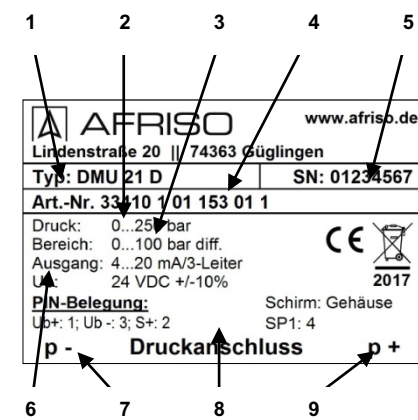 1 2 3 4 5
AFRISO www.afriso.de
Lindenstraße 20 || 74363 Güglingen
Typ: DMU 21 D SN: 01234567
Art.-Nr. 33410 1 01 153 01 1
Druck: 0...250 bar
Bereich: 0...100 bar diff.
Ausgang: 4...20 mA/3-Leiter
Ub: 24 VDC +/-10%
CE
2017
PIN-Belegung: Schirm: Gehäuse
Ub+: 1; Ub -: 3; S+: 2 SP1: 4
p - Druckanschluss p +
6 7 8 9